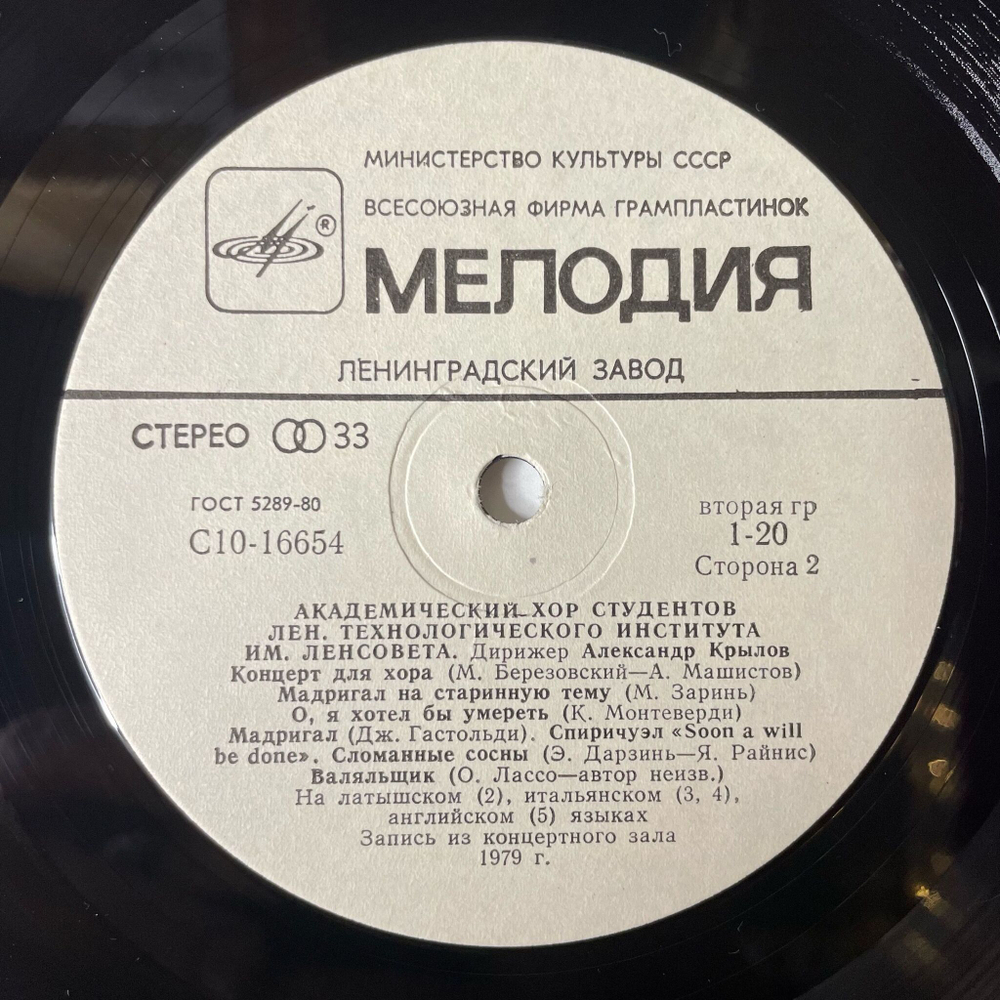 МИНИСТЕРСТВО КУЛЬТУРЫ СССР
ВСЕСОЮЗНАЯ ФИРМА ГРАМПЛАСТИНОК
®
МЕЛОДИЯ
ЛЕНИНГРАДСКИЙ ЗАВОД
СТЕРЕО 33
ГОСТ 5289-80
С10-16654
вторая гр
1-20
Сторона 2
АКАДЕМИЧЕСКИЙ ХОР СТУДЕНТОВ
ЛЕН. ТЕХНОЛОГИЧЕСКОГО ИНСТИТУТА
ИМ. ЛЕНСОВЕТА. Дирижер Александр Крылов
Концерт для хора (М. Березовский—А. Машистов)
Мадригал на старинную тему (М. Заринь)
О, я хотел бы умереть (К. Монтеверди)
Мадригал (Дж. Гастольди). Спиричуэл «Soon a will
be done». Сломанные сосны (Э. Дарзинь—Я. Райнис)
Валяльщик (О. Лассо—автор неизв.)
На латышском (2), итальянском (3, 4),
английском (5) языках
Запись из концертного зала
1979 г.